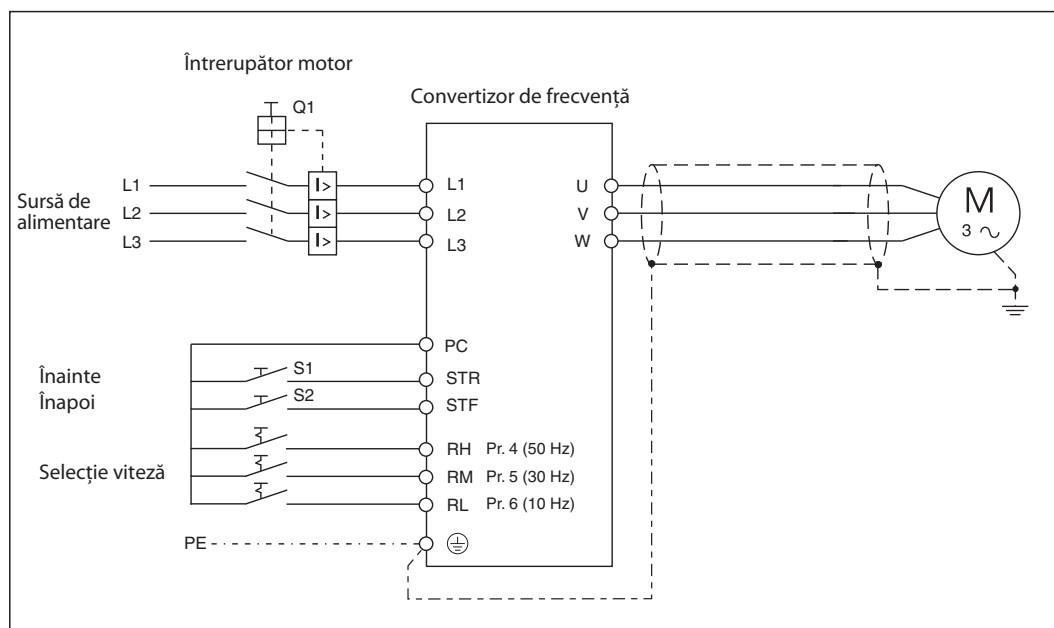 Întrerupător motor
Q1
Convertizor de frecvență
Sursă de
alimentare
L1
L2
L3
I>
I>
I>
L1
L2
L3
U
V
W
M
3 ∿
PC
Înainte
Înapoi
S1
S2
STR
STF
Selecție viteză
RH Pr. 4 (50 Hz)
RM Pr. 5 (30 Hz)
RL Pr. 6 (10 Hz)
PE